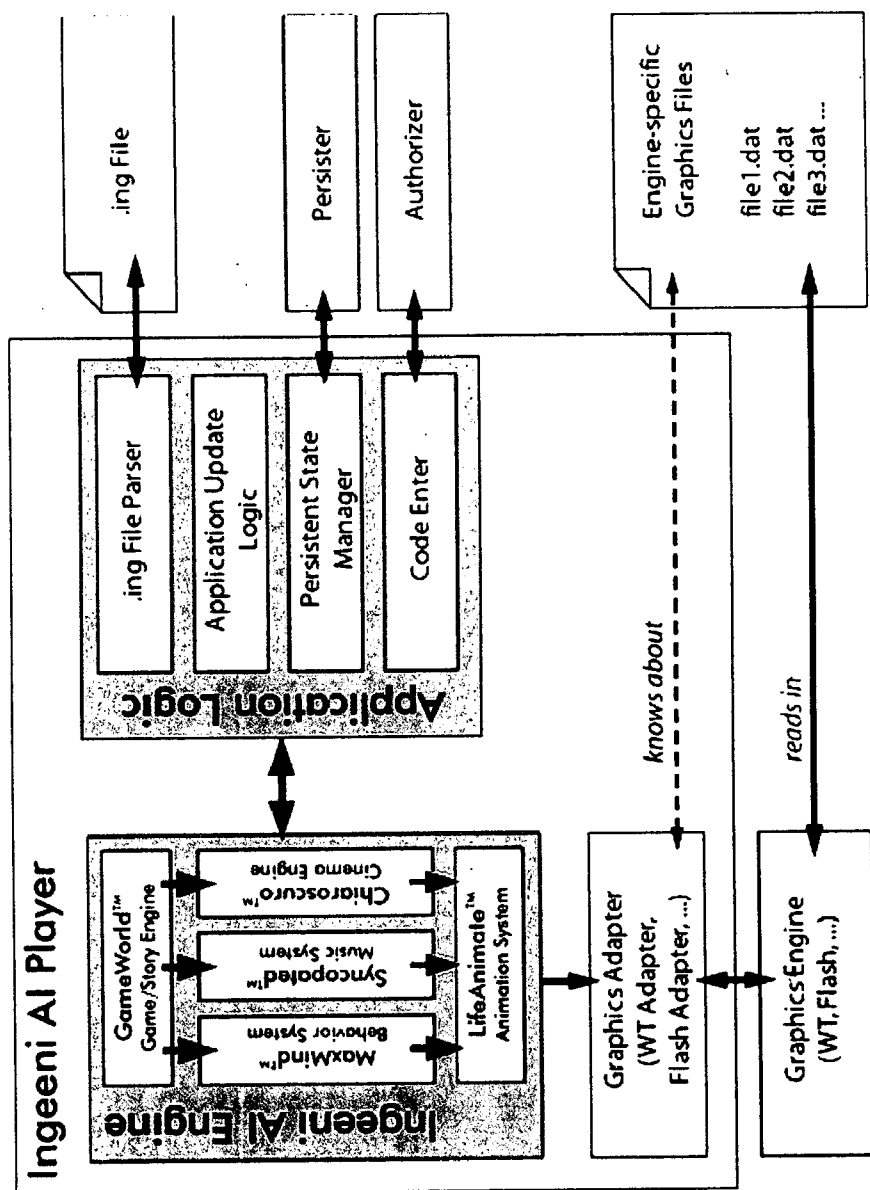 Ingeeni AI Player
Ingeeni AI Engine
GameWorld™
Game/Story Engine
MaxMind™
Behavior System
Syncopated™
Music System
Chiaroscuro™
Cinema Engine
LifeAnimate™
Animation System
Application Logic
.ing File Parser
Application Update
Logic
Persistent State
Manager
Code Enter
.ing File
Persister
Authorizer
Graphics Adapter
(WT Adapter,
Flash Adapter, ...)
knows about
Graphics Engine
(WT, Flash, ...)
reads in
Engine-specific
Graphics Files
file1.dat
file2.dat
file3.dat ...